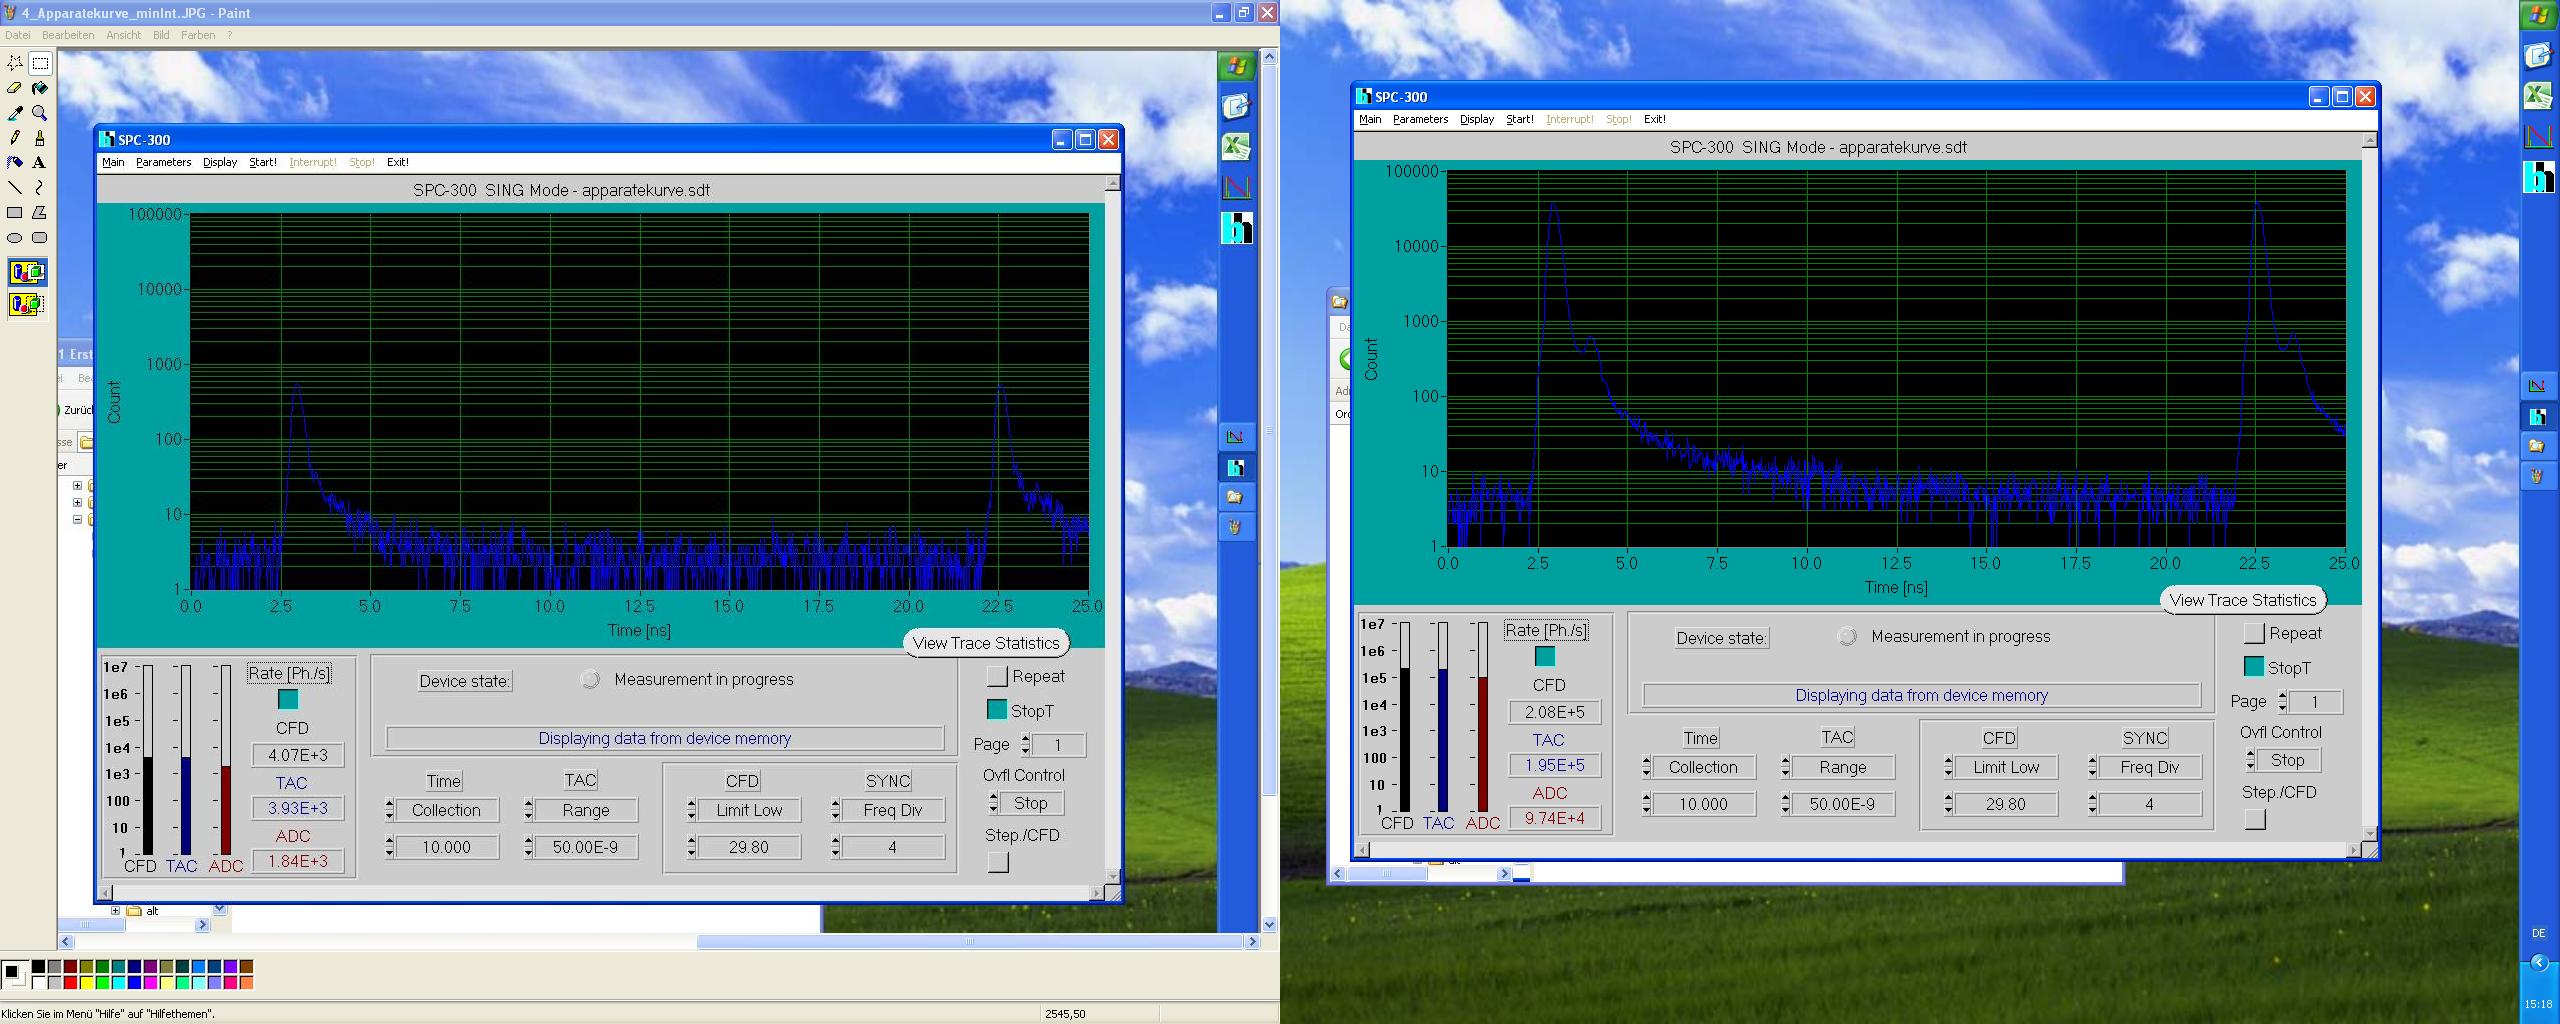 4_Apparatekurve_minInt.JPG - Paint
Datei Bearbeiten Ansicht Bild Farben ?
SPC-300
Main Parameters Display Start! Interrupt! Stop! Exit!
SPC-300 SING Mode - apparatekurve.sdt
100000
10000
1000
100
10
1
Count
0.0 2.5 5.0 7.5 10.0 12.5 15.0 17.5 20.0 22.5 25.0
Time [ns]
View Trace Statistics
1 Erst
Bea
Zurück
sse
er
1e7
1e6
1e5
1e4
1e3
100
10
1
CFD TAC ADC
Rate [Ph./s]
CFD
4.07E+3
TAC
3.93E+3
ADC
1.84E+3
Device state: Measurement in progress
Displaying data from device memory
Time TAC CFD SYNC
Collection Range Limit Low Freq Div
10.000 50.00E-9 29.80 4
Repeat
StopT
Page 1
Ovfl Control
Stop
Step./CFD
alt
Klicken Sie im Menü "Hilfe" auf "Hilfethemen".
2545,50
SPC-300
Main Parameters Display Start! Interrupt! Stop! Exit!
SPC-300 SING Mode - apparatekurve.sdt
100000
10000
1000
100
10
1
Count
0.0 2.5 5.0 7.5 10.0 12.5 15.0 17.5 20.0 22.5 25.0
Time [ns]
View Trace Statistics
Da
Adr
Ord
1e7
1e6
1e5
1e4
1e3
100
10
1
CFD TAC ADC
Rate [Ph./s]
CFD
2.08E+5
TAC
1.95E+5
ADC
9.74E+4
Device state: Measurement in progress
Displaying data from device memory
Time TAC CFD SYNC
Collection Range Limit Low Freq Div
10.000 50.00E-9 29.80 4
Repeat
StopT
Page 1
Ovfl Control
Stop
Step./CFD
DE
15:18